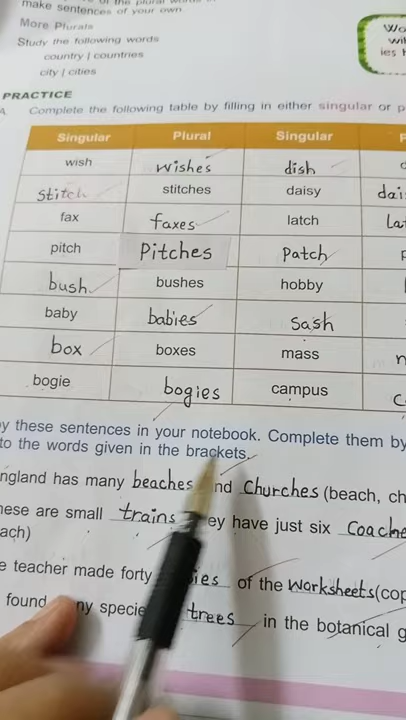 make sentences of your own.
More Plurals
Study the following words
country | countries
city | cities
PRACTICE
A. Complete the following table by filling in either singular or p
Singular Plural Singular
wish wishes dish
stitch stitches daisy dai
fax faxes latch la
pitch Pitches patch
bush bushes hobby
baby babies sash
box boxes mass
bogie bogies campus
y these sentences in your notebook. Complete them by
to the words given in the brackets.
ngland has many beaches nd Churches (beach, ch
ese are small trains ey have just six Coache
ach)
e teacher made forty ies of the worksheets (cop
found ny specie trees in the botanical g